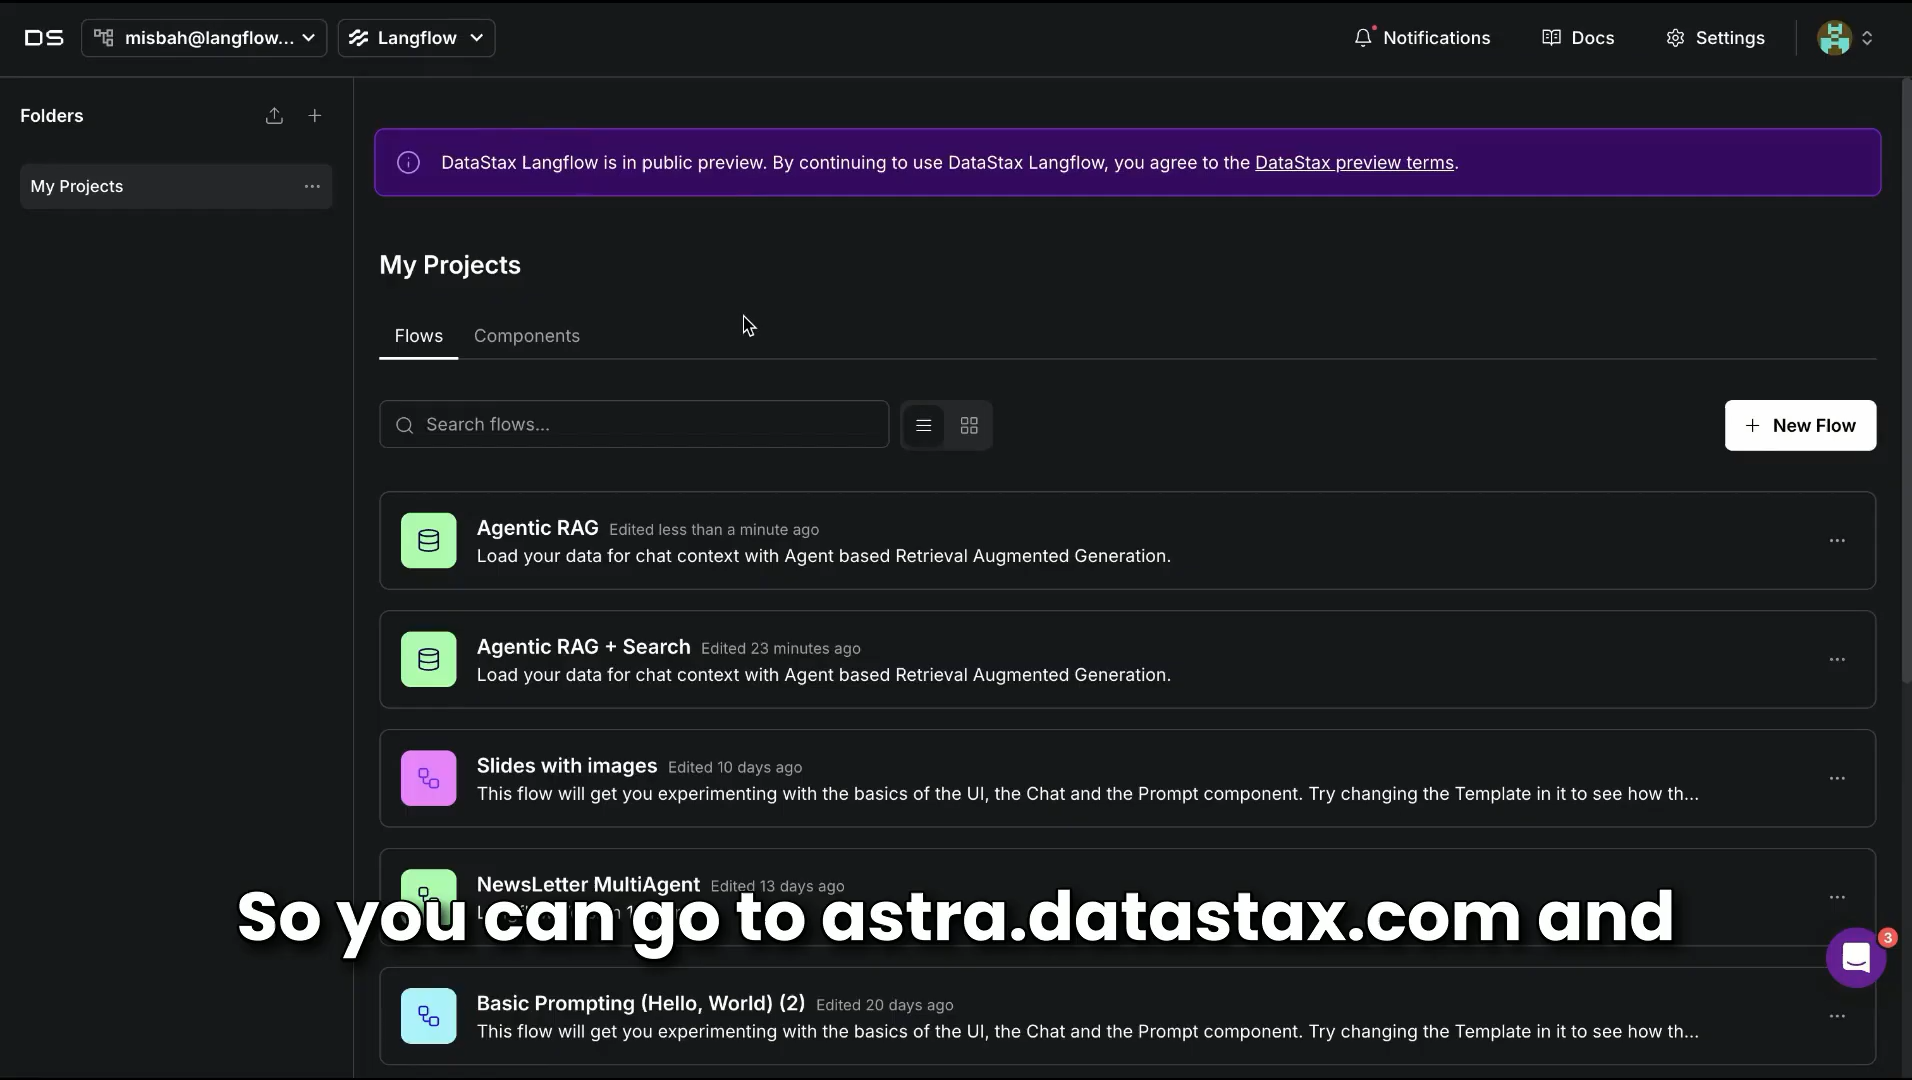 DS misbah@langflow... Langflow Notifications Docs Settings
Folders
My Projects
DataStax Langflow is in public preview. By continuing to use DataStax Langflow, you agree to the DataStax preview terms.
My Projects
Flows Components
Search flows...
New Flow
Agentic RAG Edited less than a minute ago
Load your data for chat context with Agent based Retrieval Augmented Generation.
Agentic RAG + Search Edited 23 minutes ago
Load your data for chat context with Agent based Retrieval Augmented Generation.
Slides with images Edited 10 days ago
This flow will get you experimenting with the basics of the UI, the Chat and the Prompt component. Try changing the Template in it to see how th...
NewsLetter MultiAgent Edited 13 days ago
So you can go to astra.datastax.com and
3
Basic Prompting (Hello, World) (2) Edited 20 days ago
This flow will get you experimenting with the basics of the UI, the Chat and the Prompt component. Try changing the Template in it to see how th...